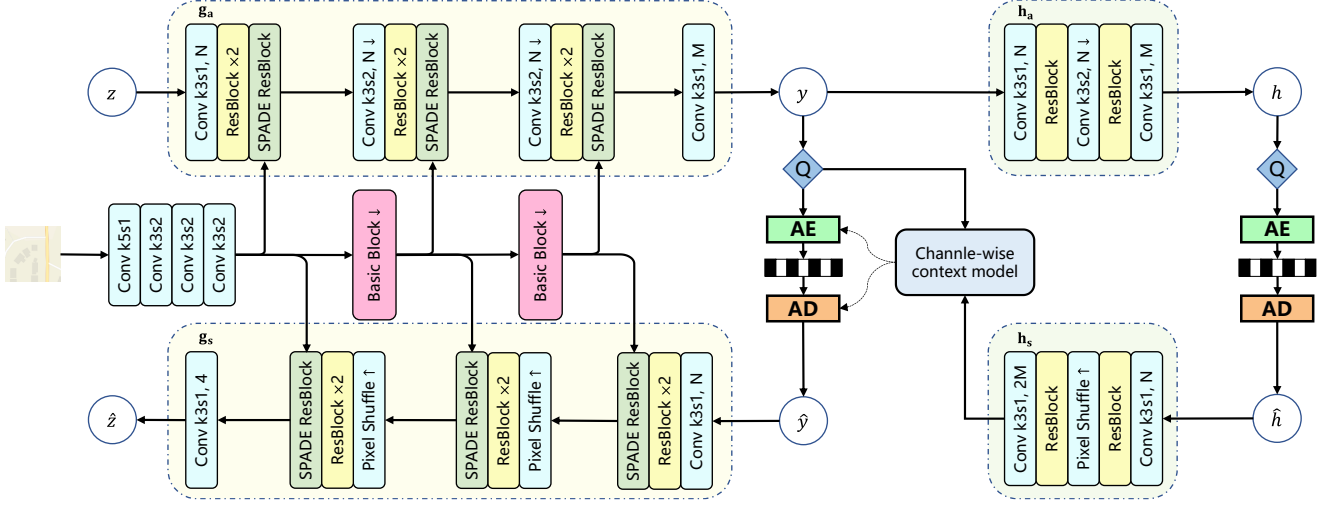 gₐ
hₐ
z
Conv k3s1, N
ResBlock ×2
SPADE ResBlock
Conv k3s2, N ↓
ResBlock ×2
SPADE ResBlock
Conv k3s2, N ↓
ResBlock ×2
SPADE ResBlock
Conv k3s1, M
y
Conv k3s1, N
ResBlock
Conv k3s2, N ↓
ResBlock
Conv k3s1, M
h
Q
Q
Conv k5s1
Conv k3s2
Conv k3s2
Conv k3s2
Basic Block ↓
Basic Block ↓
AE
AE
Channle-wise
context model
AD
AD
gₛ
hₛ
ẑ
Conv k3s1, 4
SPADE ResBlock
ResBlock ×2
Pixel Shuffle ↑
SPADE ResBlock
ResBlock ×2
Pixel Shuffle ↑
SPADE ResBlock
ResBlock ×2
Conv k3s1, N
ŷ
Conv k3s1, 2M
ResBlock
Pixel Shuffle ↑
ResBlock
Conv k3s1, N
ĥ